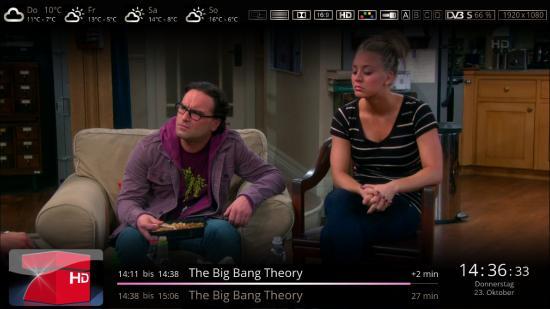 Do 10°C Fr Sa So
11°C - 7°C 13°C - 5°C 14°C - 8°C 16°C - 6°C
16:9 HD A B C D DVB S 66 % 1920 x 1080
HD
HD
14:11 bis 14:38 The Big Bang Theory +2 min
14:38 bis 15:06 The Big Bang Theory 27 min
14:36:33
Donnerstag
23. Oktober